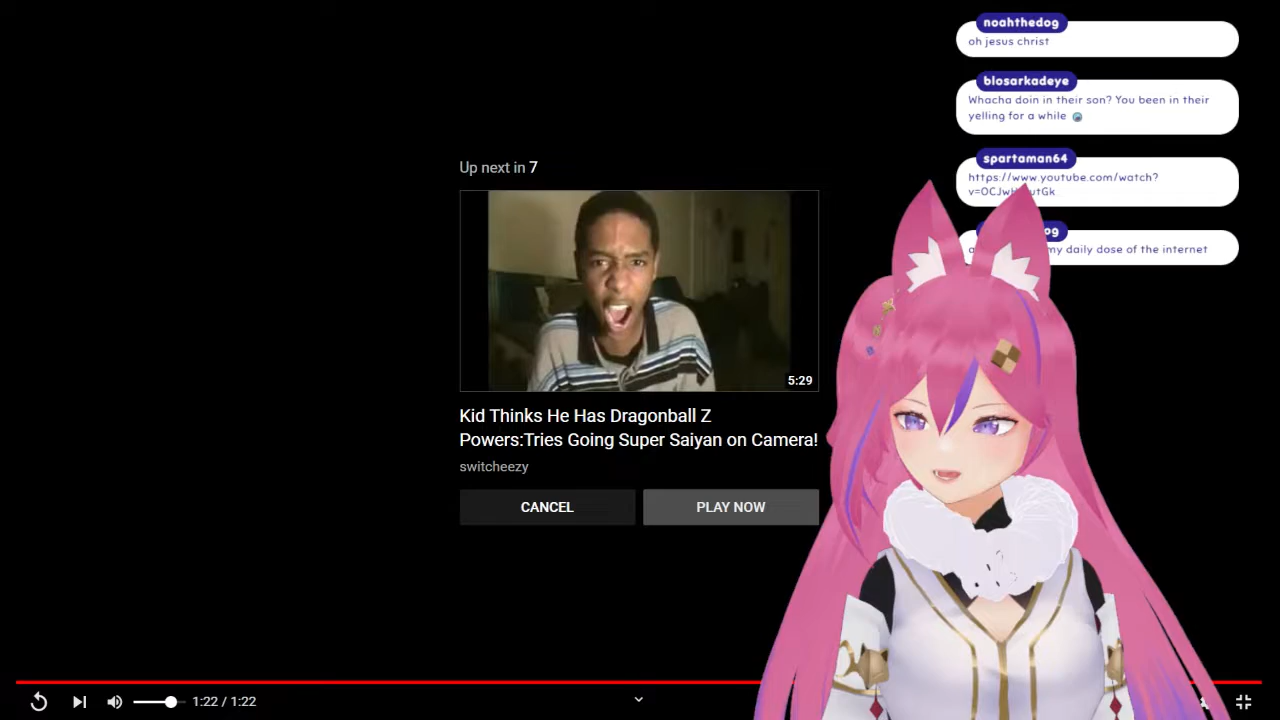 noahthedog
oh jesus christ
blosarkadeye
Whacha doin in their son? You been in their
yelling for a while
spartaman64
https://www.youtube.com/watch?
my daily dose of the internet
Up next in 7
5:29
Kid Thinks He Has Dragonball Z
Powers:Tries Going Super Saiyan on Camera!
switcheezy
CANCEL
PLAY NOW
1:22 / 1:22